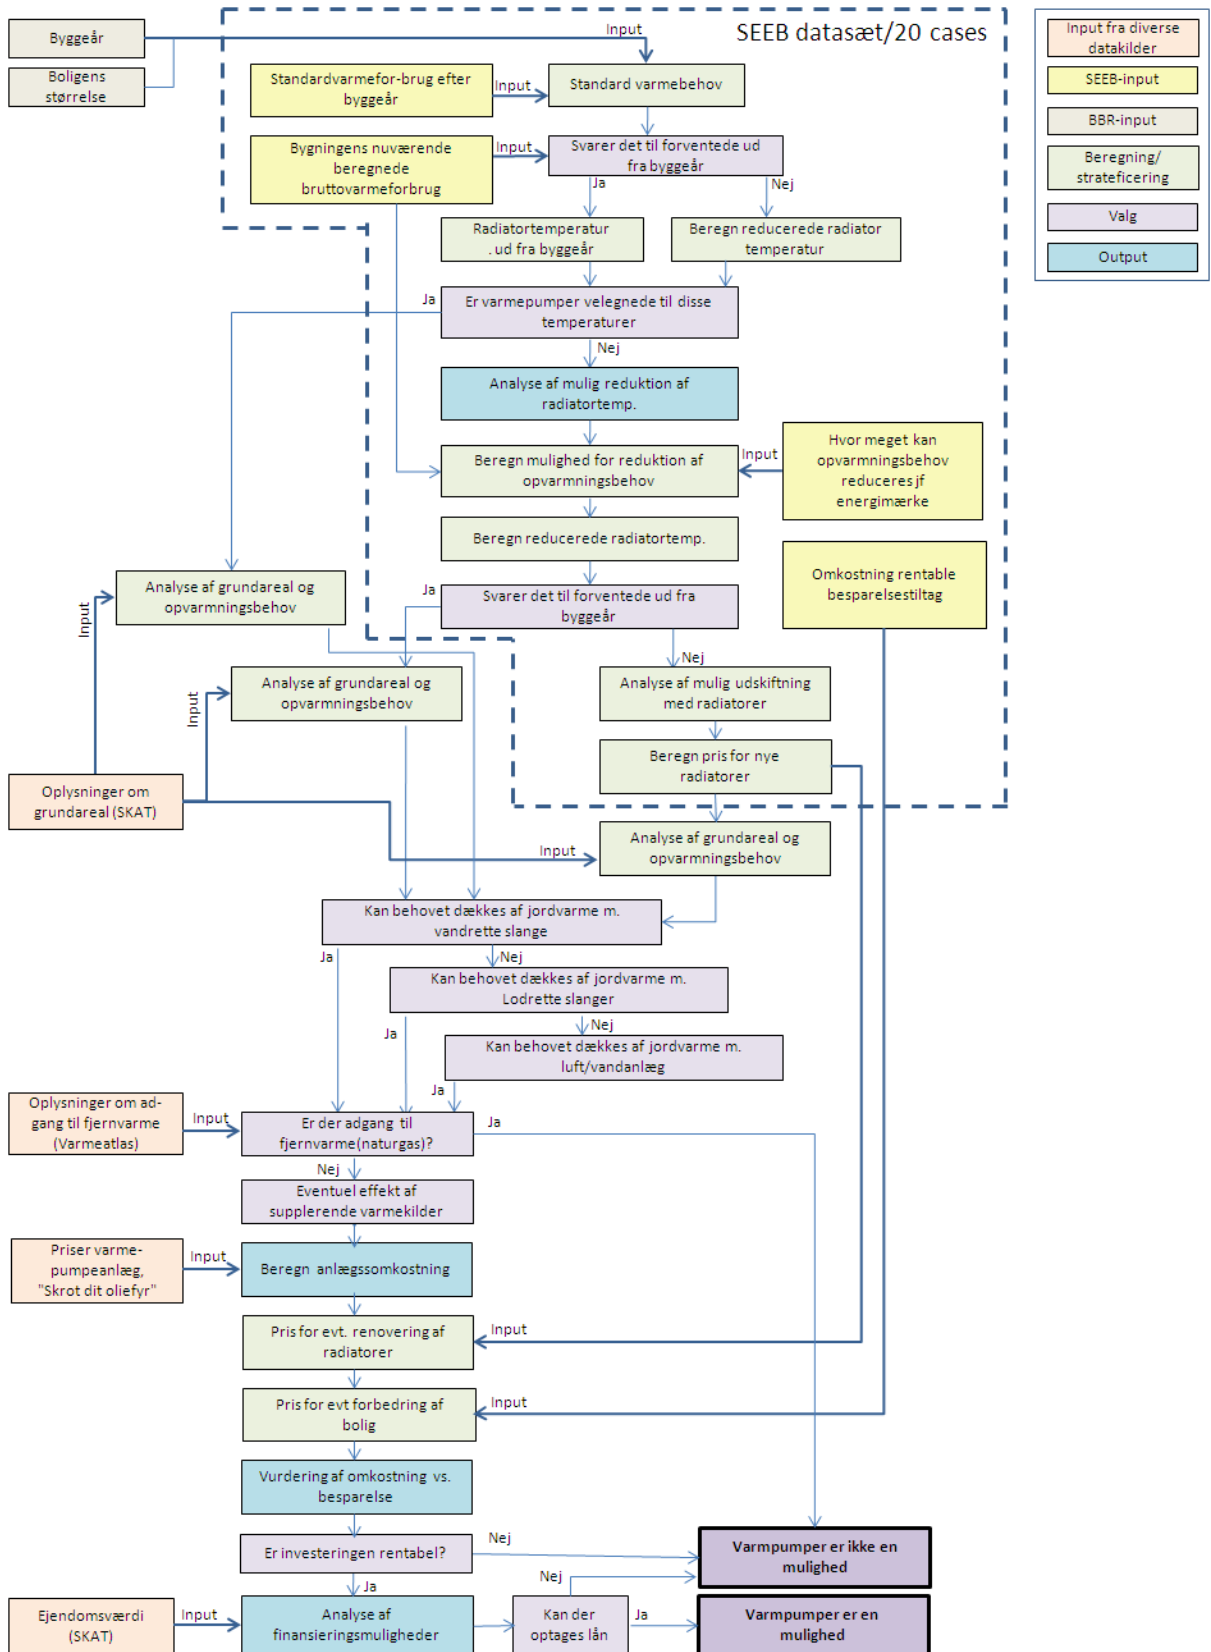 Byggeår
Boligens
størrelse
Input
SEEB datasæt/20 cases
Input fra diverse
datakilder
SEEB-input
BBR-input
Beregning/
strateficering
Valg
Output
Standardvarmefor-brug efter
byggeår
Input
Standard varmebehov
Bygningens nuværende
beregnede
bruttovarmeforbrug
Input
Svarer det til forventede ud
fra byggeår
Ja
Nej
Radiatortemperatur
. ud fra byggeår
Beregn reducerede radiator
temperatur
Ja
Er varmepumper velegnede til disse
temperaturer
Nej
Analyse af mulig reduktion af
radiatortemp.
Beregn mulighed for reduktion af
opvarmningsbehov
Input
Hvor meget kan
opvarmningsbehov
reduceres jf
energimærke
Beregn reducerede radiatortemp.
Omkostning rentable
besparelsestiltag
Analyse af grundareal og
opvarmningsbehov
Input
Ja
Svarer det til forventede ud fra
byggeår
Nej
Analyse af grundareal og
opvarmningsbehov
Input
Analyse af mulig udskiftning
med radiatorer
Beregn pris for nye
radiatorer
Oplysninger om
grundareal (SKAT)
Input
Analyse af grundareal og
opvarmningsbehov
Kan behovet dækkes af jordvarme m.
vandrette slange
Ja
Nej
Kan behovet dækkes af jordvarme m.
Lodrette slanger
Ja
Nej
Kan behovet dækkes af jordvarme m.
luft/vandanlæg
Ja
Oplysninger om ad-
gang til fjernvarme
(Varmeatlas)
Input
Er der adgang til
fjernvarme(naturgas)?
Ja
Nej
Eventuel effekt af
supplerende varmekilder
Priser varme-
pumpeanlæg,
"Skrot dit oliefyr"
Input
Beregn anlægssomkostning
Pris for evt. renovering af
radiatorer
Input
Pris for evt forbedring af
bolig
Input
Vurdering af omkostning vs.
besparelse
Er investeringen rentabel?
Nej
Varmpumper er ikke en
mulighed
Ja
Nej
Ejendomsværdi
(SKAT)
Input
Analyse af
finansieringsmuligheder
Kan der
optages lån
Ja
Varmpumper er en
mulighed